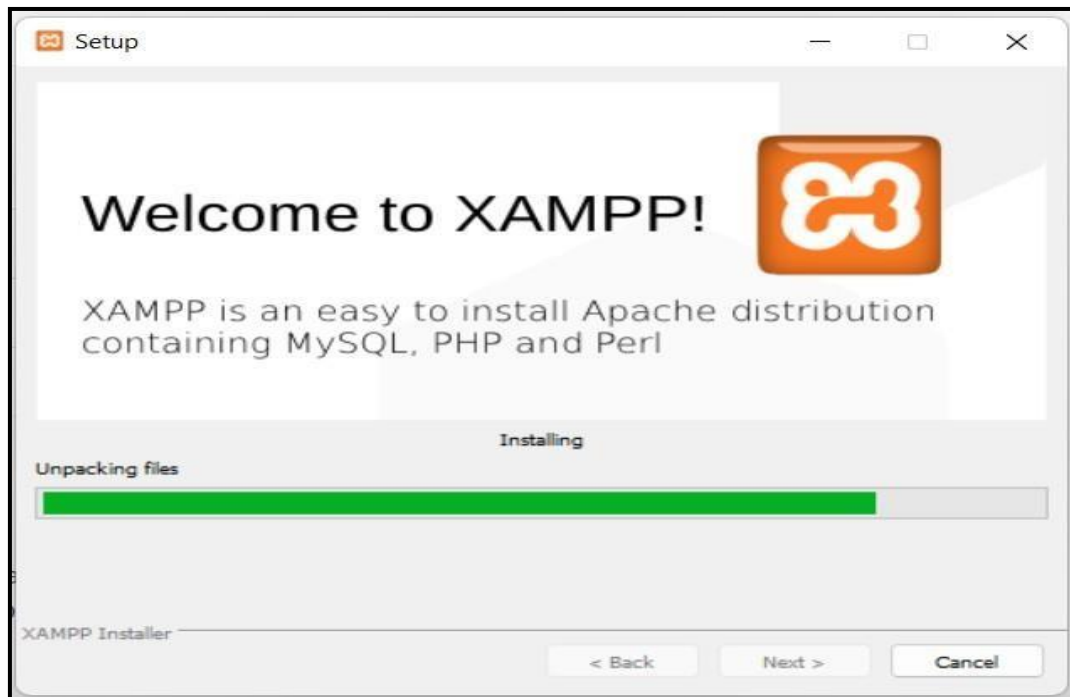 Setup
Welcome to XAMPP!
XAMPP is an easy to install Apache distribution
containing MySQL, PHP and Perl
Installing
Unpacking files
XAMPP Installer
< Back
Next >
Cancel